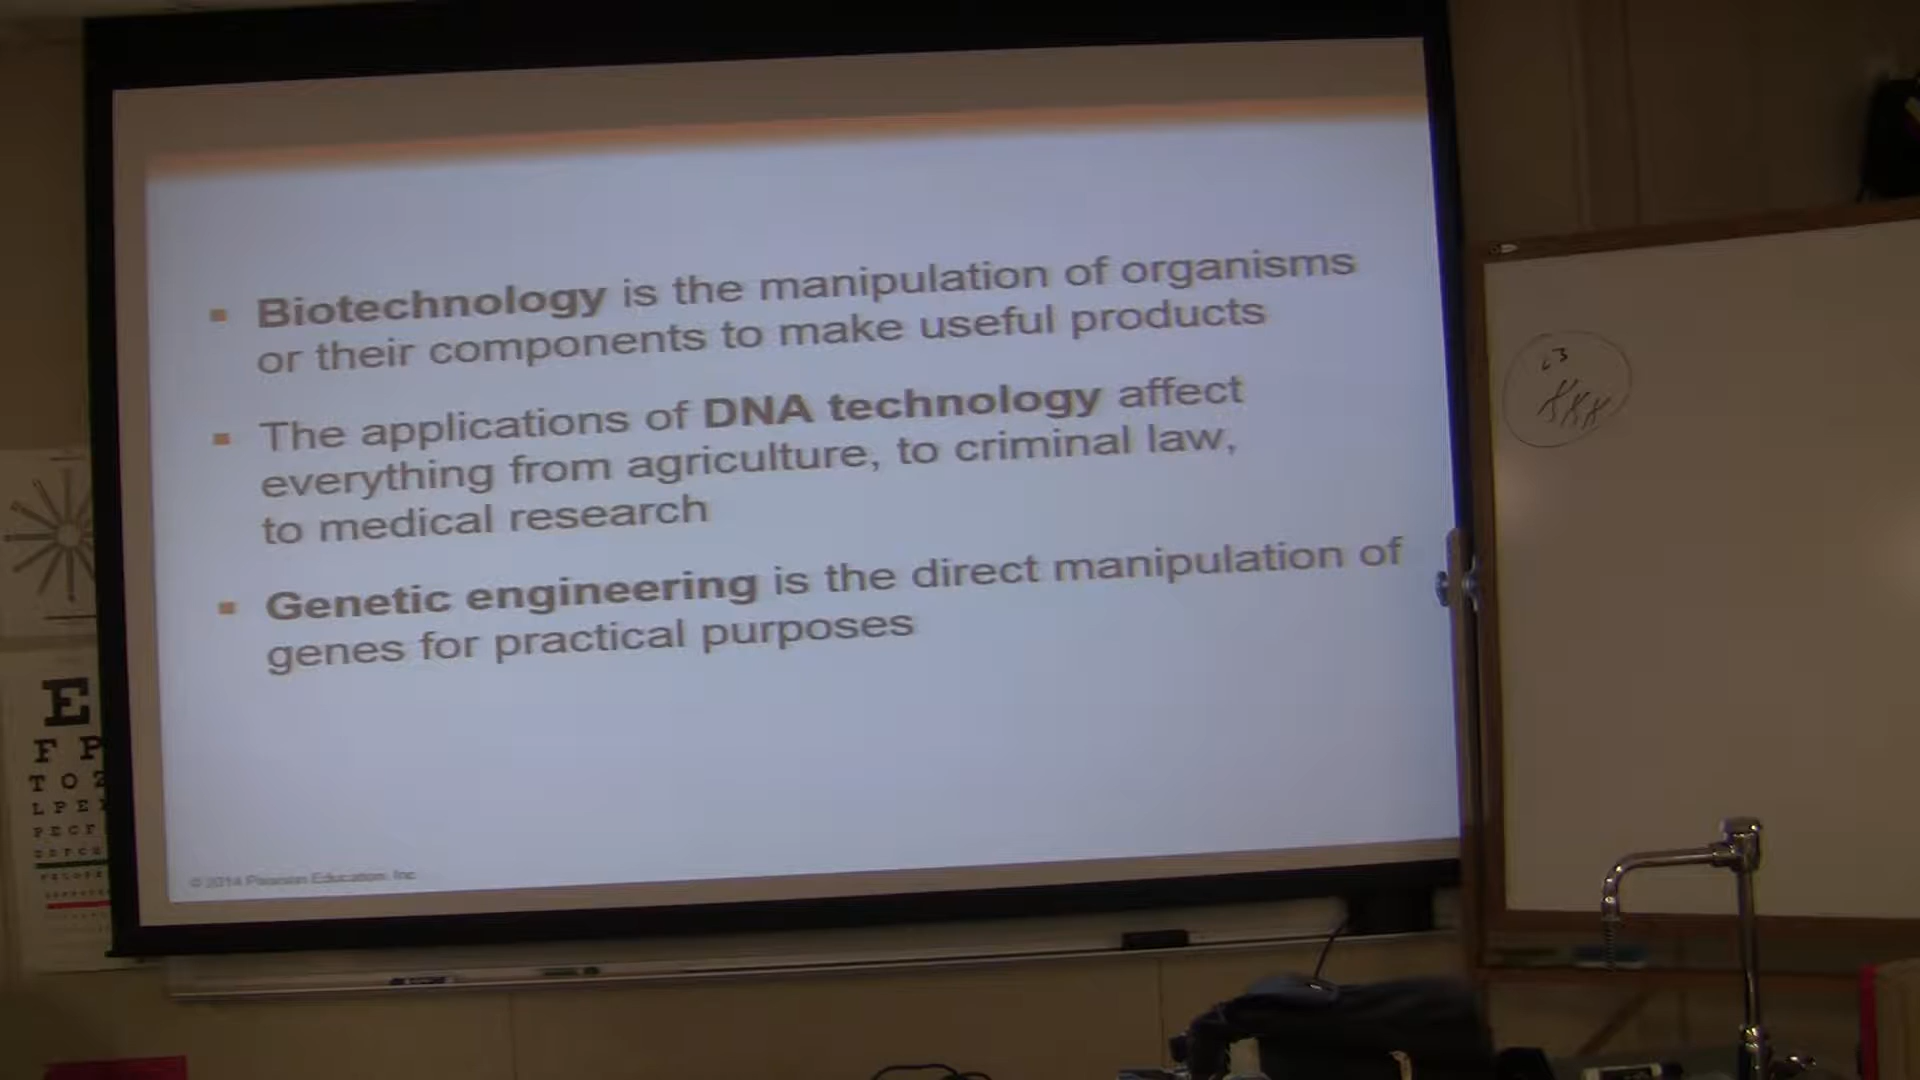 Biotechnology is the manipulation of organisms
or their components to make useful products
The applications of DNA technology affect
everything from agriculture, to criminal law,
to medical research
Genetic engineering is the direct manipulation of
genes for practical purposes
© 2014 Pearson Education, Inc
E
F P
T O Z
L P E
P E C F